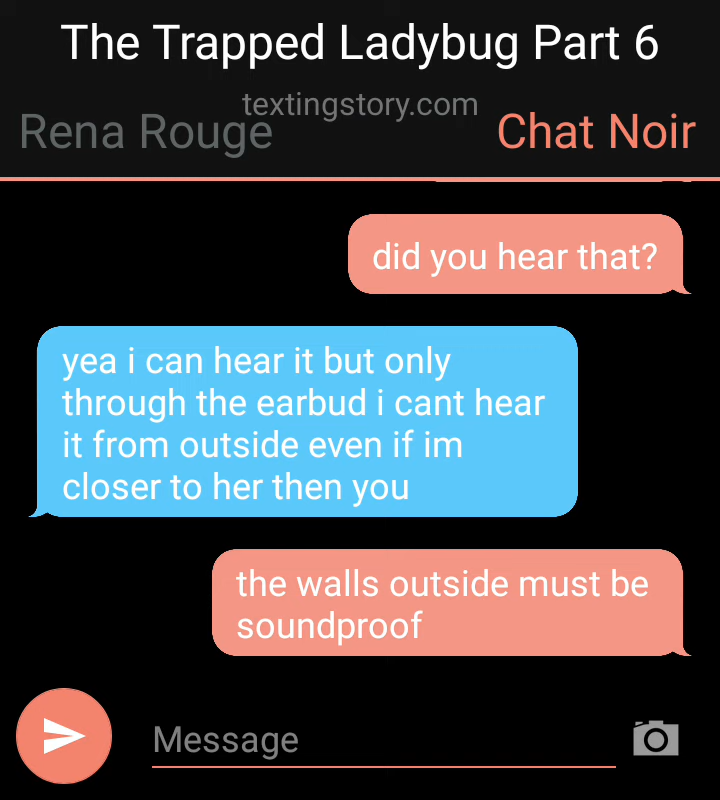 The Trapped Ladybug Part 6
textingstory.com
Rena Rouge
Chat Noir
did you hear that?
yea i can hear it but only
through the earbud i cant hear
it from outside even if im
closer to her then you
the walls outside must be
soundproof
Message